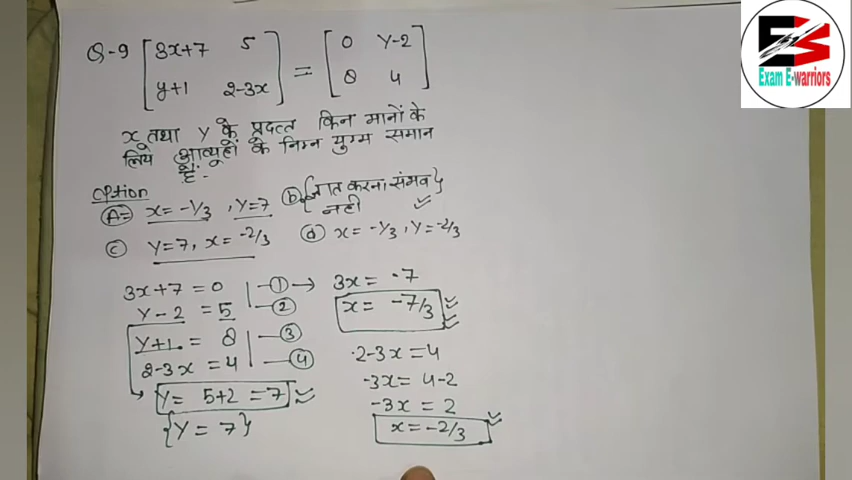 Exam E-warriors
Q-9 [3x+7 5
y+1 2-3x] = [0 y-2
8 4]
x तथा y के प्रदत्त किन मानों के
लिये आव्यूहों के निम्न युग्म समान
हैं:-
option
(A) x = -1/3 , y=7 (b) {ज्ञात करना संभव
नही}
(c) y=7, x = -2/3 (d) x = -1/3, y = -2/3
3x+7 = 0 —(1)→ 3x = -7
y-2 = 5 —(2) x = -7/3
y+1 = 8 —(3)
2-3x = 4 —(4) 2-3x = 4
y = 5+2 = 7 -3x = 4-2
{y = 7} -3x = 2
x = -2/3